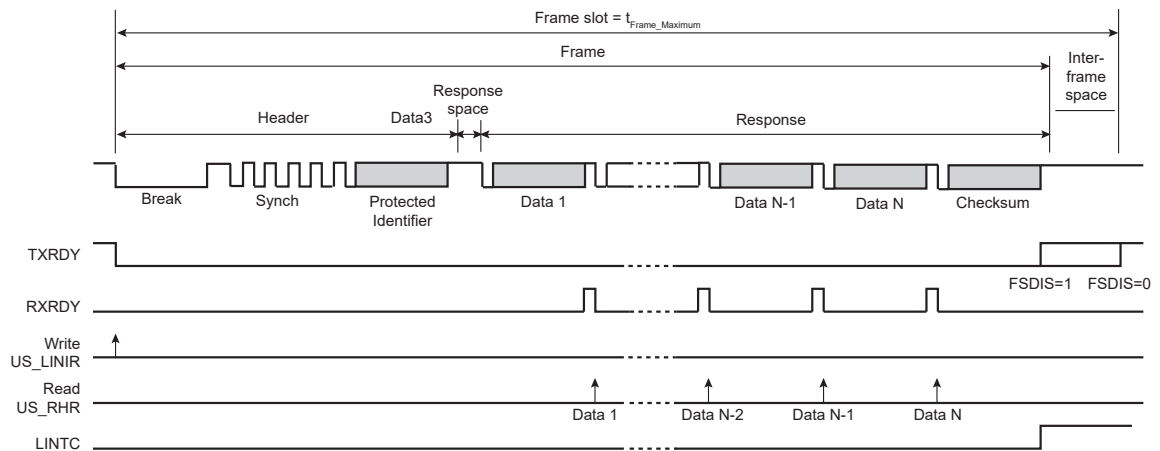 Frame slot = tFrame_Maximum
Frame
Inter-
frame
space
Response
space
Header
Data3
Response
Break
Synch
Protected
Identifier
Data 1
Data N-1
Data N
Checksum
TXRDY
FSDIS=1
FSDIS=0
RXRDY
Write
US_LINIR
Read
US_RHR
Data 1
Data N-2
Data N-1
Data N
LINTC